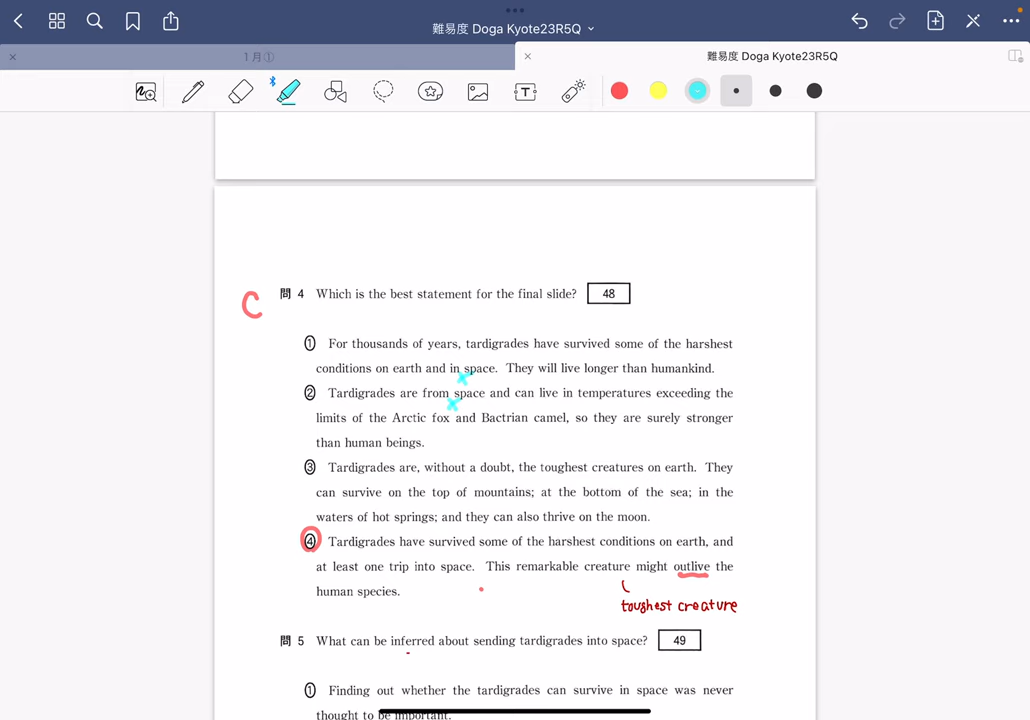 難易度 Doga Kyote23R5Q
1月①
難易度 Doga Kyote23R5Q
C
問 4 Which is the best statement for the final slide? 48
① For thousands of years, tardigrades have survived some of the harshest
conditions on earth and in space. They will live longer than humankind.
② Tardigrades are from space and can live in temperatures exceeding the
limits of the Arctic fox and Bactrian camel, so they are surely stronger
than human beings.
③ Tardigrades are, without a doubt, the toughest creatures on earth. They
can survive on the top of mountains; at the bottom of the sea; in the
waters of hot springs; and they can also thrive on the moon.
④ Tardigrades have survived some of the harshest conditions on earth, and
at least one trip into space. This remarkable creature might outlive the
human species.
toughest creature
問 5 What can be inferred about sending tardigrades into space? 49
① Finding out whether the tardigrades can survive in space was never
thought to be important.